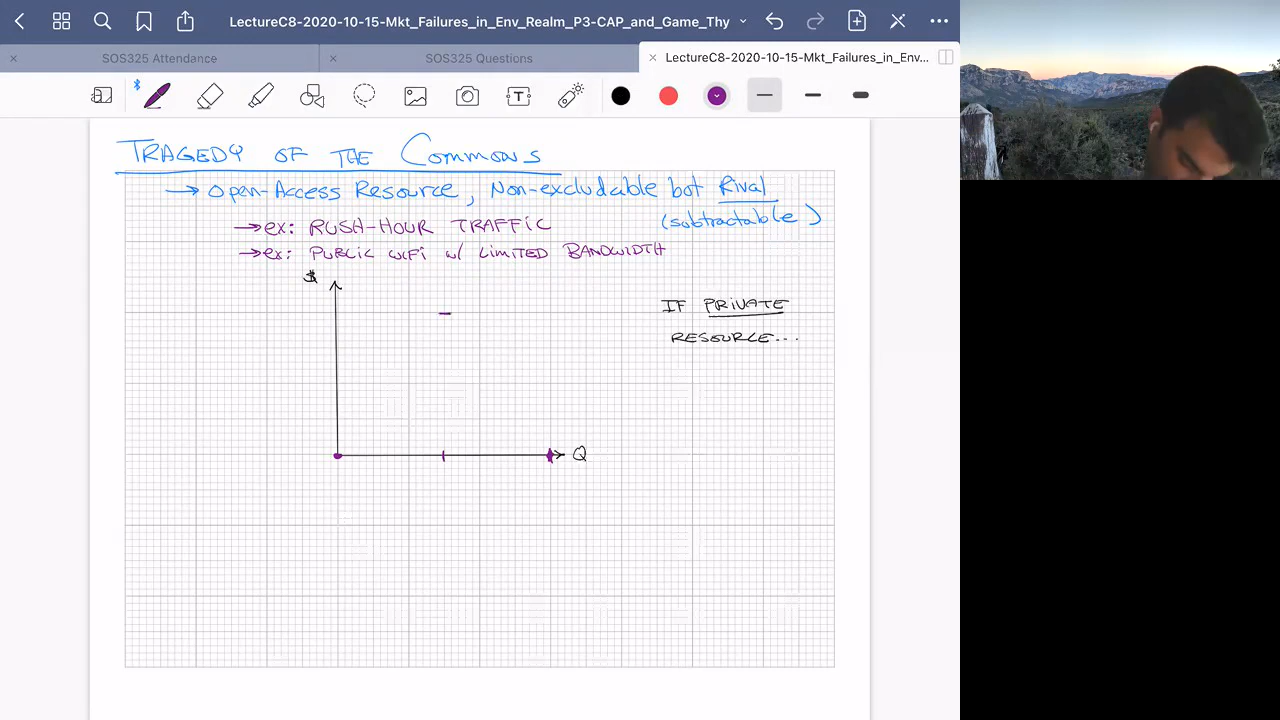 LectureC8-2020-10-15-Mkt_Failures_in_Env_Realm_P3-CAP_and_Game_Thy
SOS325 Attendance
SOS325 Questions
LectureC8-2020-10-15-Mkt_Failures_in_Env_Realm_P3-CAP_and_Game_Thy...
TRAGEDY OF THE COMMONS
→ OPEN-ACCESS RESOURCE, NON-EXCLUDABLE BUT RIVAL
(SUBTRACTABLE)
→ EX: RUSH-HOUR TRAFFIC
→ EX: PUBLIC WIFI W/ LIMITED BANDWIDTH
$
IF PRIVATE
RESOURCE...
Q